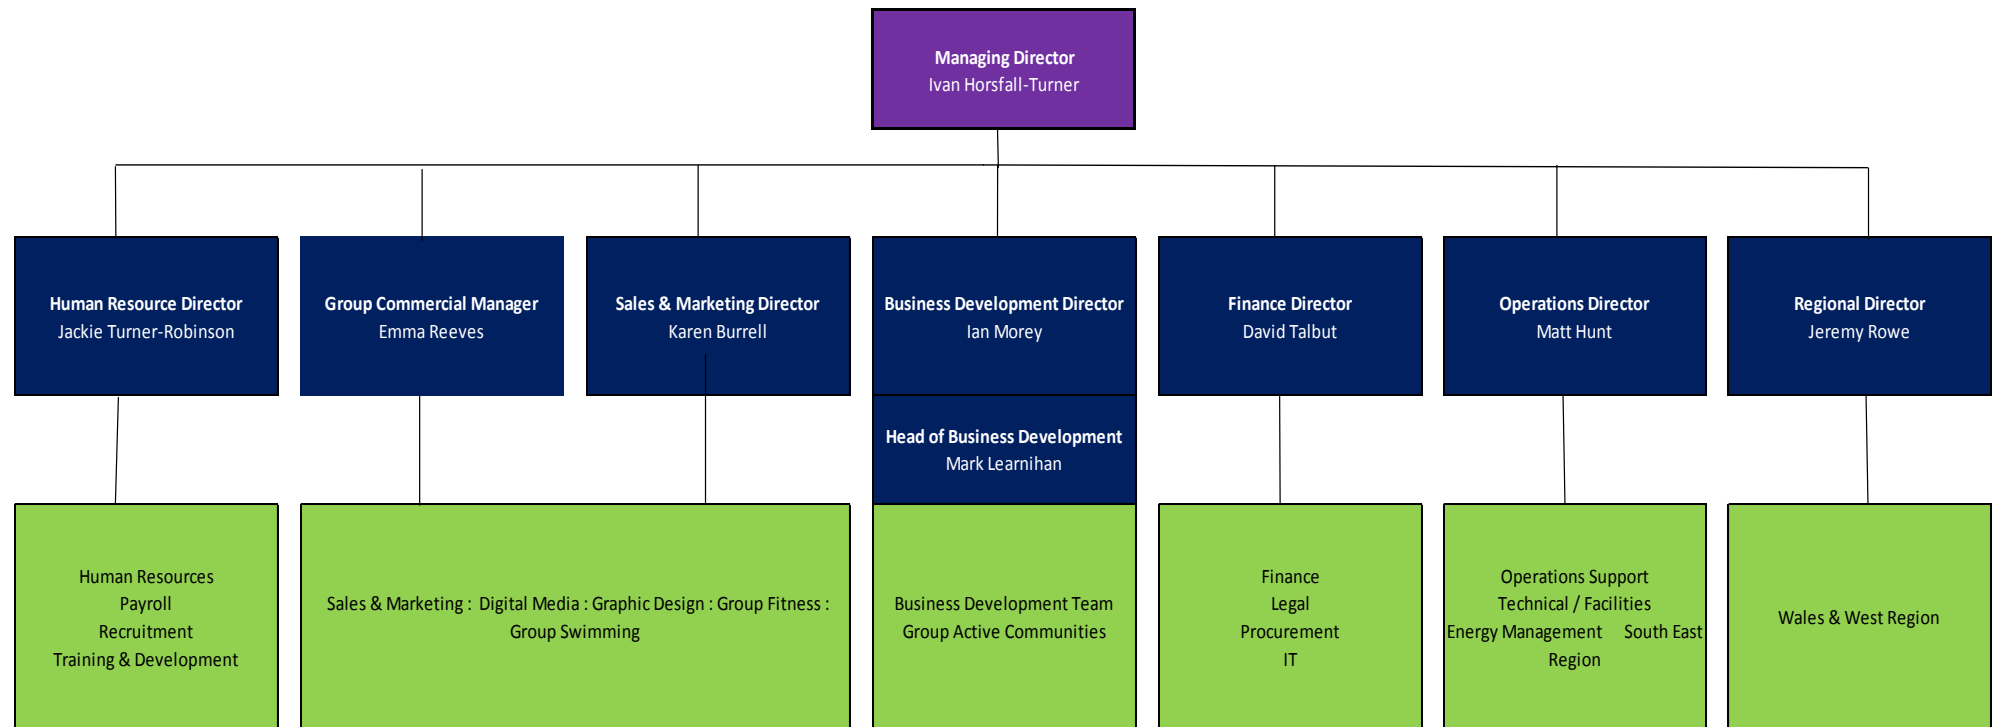 Managing Director
Ivan Horsfall-Turner
Human Resource Director
Jackie Turner-Robinson
Group Commercial Manager
Emma Reeves
Sales & Marketing Director
Karen Burrell
Business Development Director
Ian Morey
Finance Director
David Talbut
Operations Director
Matt Hunt
Regional Director
Jeremy Rowe
Head of Business Development
Mark Learnihan
Human Resources
Payroll
Recruitment
Training & Development
Sales & Marketing : Digital Media : Graphic Design : Group Fitness :
Group Swimming
Business Development Team
Group Active Communities
Finance
Legal
Procurement
IT
Operations Support
Technical / Facilities
Energy Management South East
Region
Wales & West Region